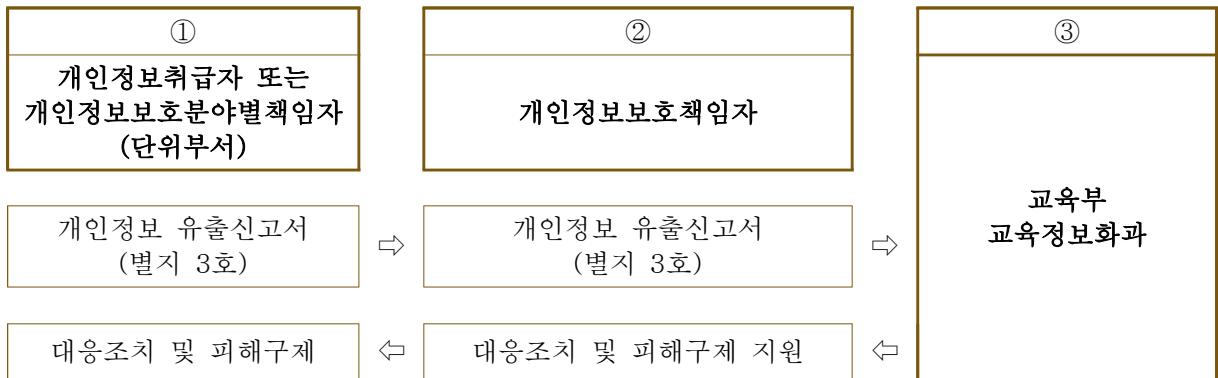 ①
②
③
개인정보취급자 또는
개인정보보호분야별책임자
(단위부서)
개인정보보호책임자
교육부
교육정보화과
개인정보 유출신고서
(별지 3호)
⇨
개인정보 유출신고서
(별지 3호)
⇨
대응조치 및 피해구제
⇦
대응조치 및 피해구제 지원
⇦